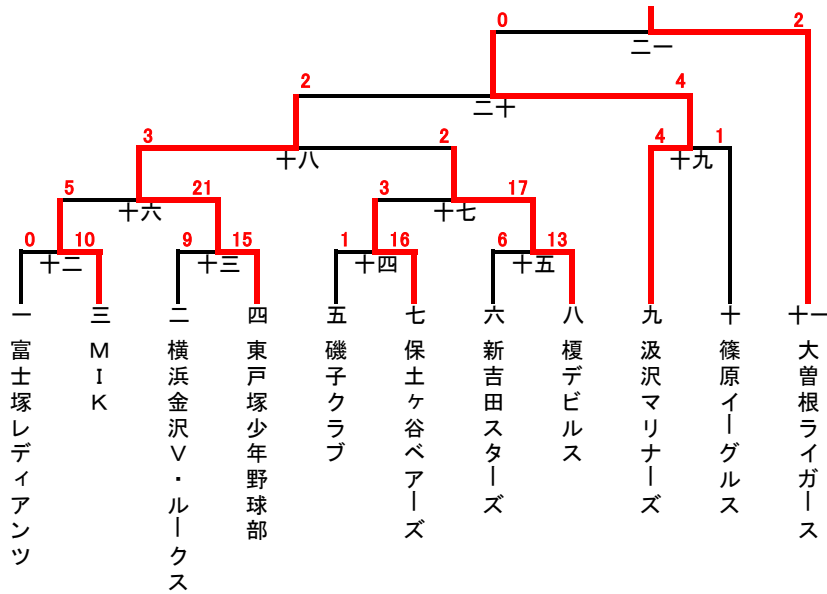 0 2
二一
2 4
二十
3 2 4 1
十八 十九
5 21 3 17
十六 十七
0 10 9 15 1 16 6 13
十二 十三 十四 十五
一 三 二 四 五 七 六 八 九 十 十一
富士塚レディアンツ
MIK
横浜金沢V・ルークス
東戸塚少年野球部
磯子クラブ
保土ヶ谷ベアーズ
新吉田スターズ
榎デビルス
汲沢マリナーズ
篠原イーグルス
大曽根ライガース